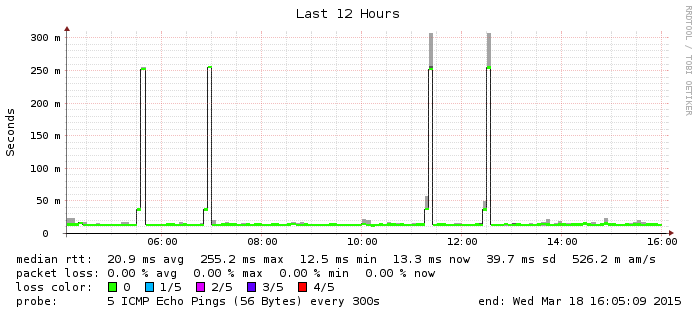 Last 12 Hours
RRDTOOL / TOBI OETIKER
Seconds
300 m
250 m
200 m
150 m
100 m
50 m
0
06:00 08:00 10:00 12:00 14:00 16:00
median rtt: 20.9 ms avg 255.2 ms max 12.5 ms min 13.3 ms now 39.7 ms sd 526.2 m am/s
packet loss: 0.00 % avg 0.00 % max 0.00 % min 0.00 % now
loss color: 0 1/5 2/5 3/5 4/5
probe: 5 ICMP Echo Pings (56 Bytes) every 300s end: Wed Mar 18 16:05:09 2015